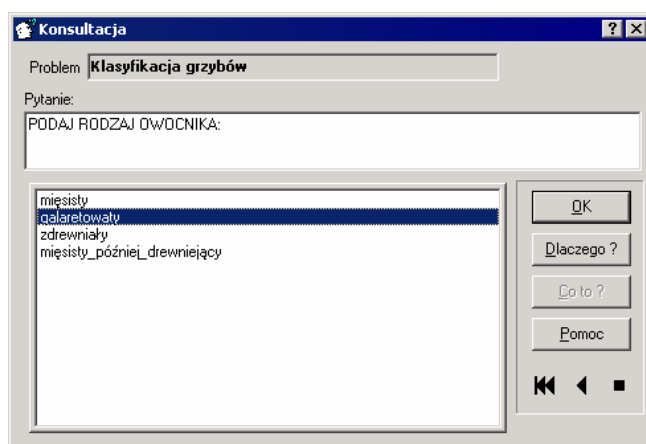 Konsultacja
Problem Klasyfikacja grzybów
Pytanie:
PODAJ RODZAJ OWOCNIKA:
mięsisty
galaretowaty
zdrewniały
mięsisty_później_drewniejący
OK
Dlaczego ?
Co to ?
Pomoc